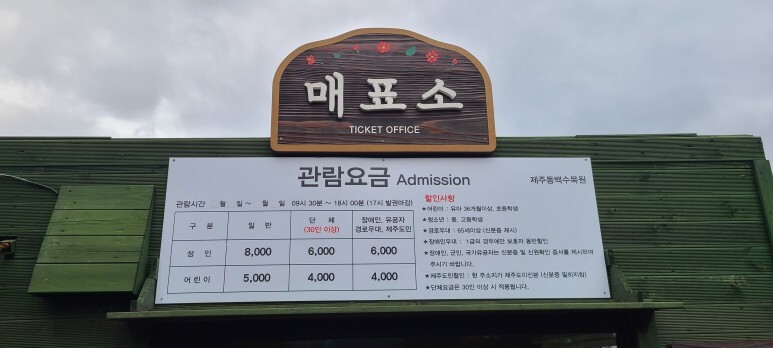 매표소
TICKET OFFICE
관람요금 Admission
제주동백수목원
관람시간 : 월 일 ~ 월 일 09시 30분 ~ 18시 00분 (17시 발권마감)
구 분 일 반 단 체 (30인 이상) 장애인, 유공자 경로우대, 제주도민
성 인 8,000 6,000 6,000
어린이 5,000 4,000 4,000
할인사항
★어린이 : 유아 36개월이상, 초등학생
★청소년 : 중, 고등학생
★경로우대 : 65세이상 (신분증 제시)
★장애인우대 : 1급의 경우에만 보호자 동반할인
★장애인, 군인, 국가유공자는 신분증 및 신원확인 증서를 제시하여
주시기 바랍니다.
★제주도민할인 : 현 주소지가 제주도이신분 (신분증 필히지참)
★단체요금은 30인 이상 시 적용됩니다.